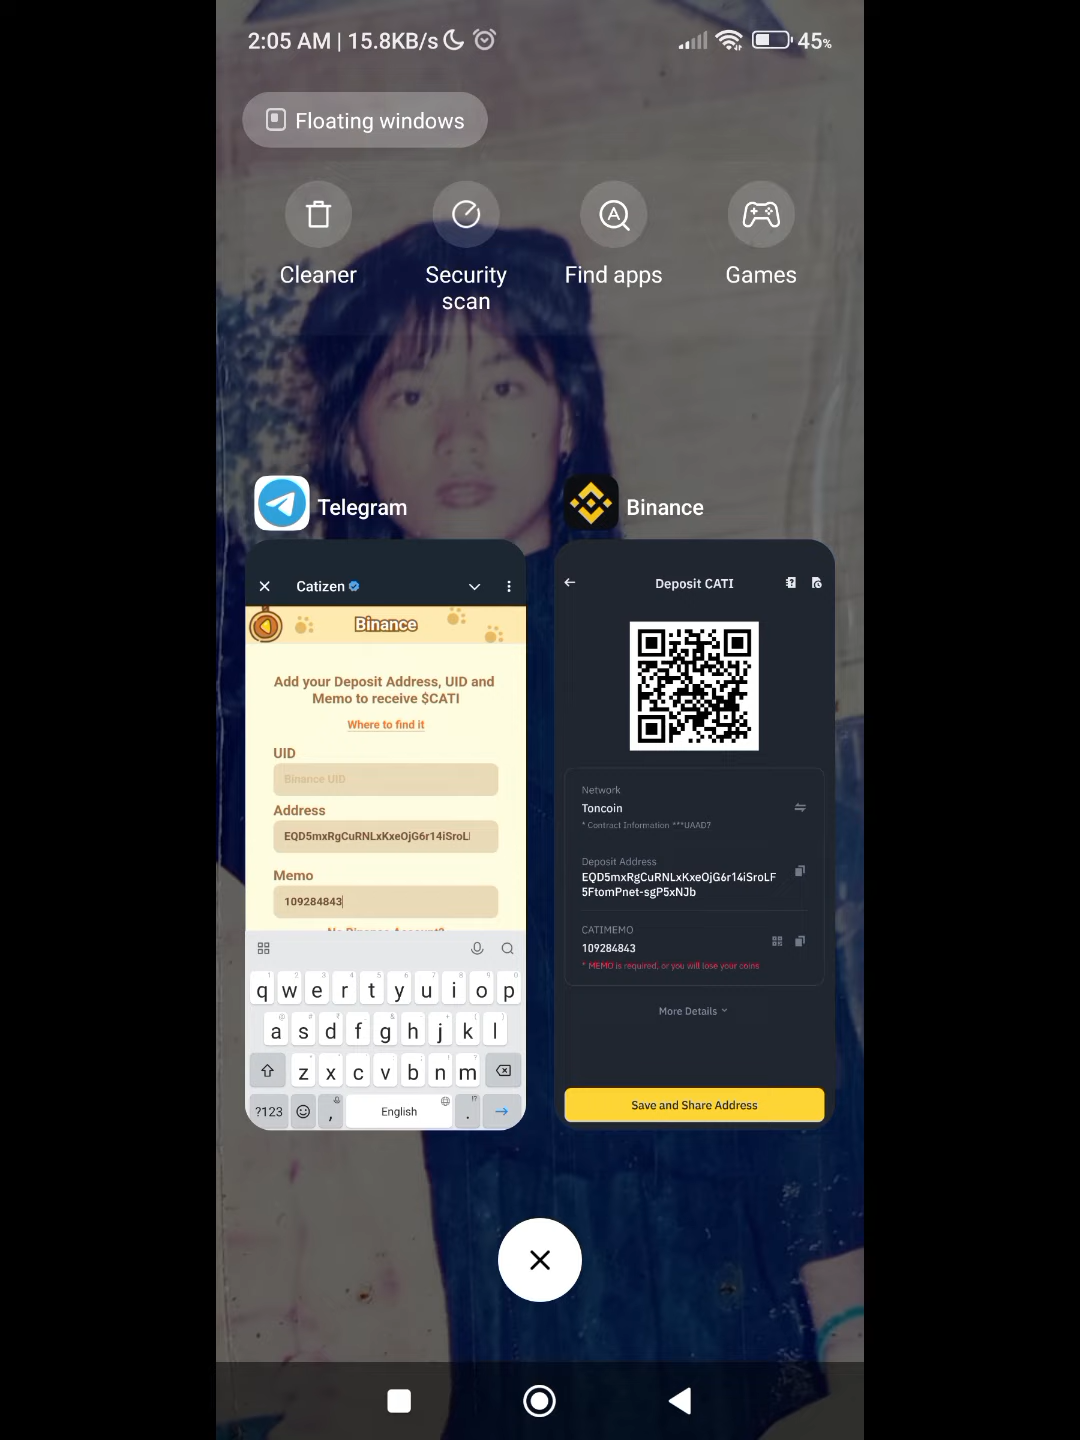 2:05 AM | 15.8KB/s
45%
Floating windows
Cleaner
Security scan
Find apps
Games
Telegram
Catizen
Binance
Add your Deposit Address, UID and
Memo to receive $CATI
Where to find it
UID
Binance UID
Address
EQD5mxRgCuRNLxKxeOjG6r14iSroL
Memo
109284843
?123
English
q w e r t y u i o p
a s d f g h j k l
z x c v b n m
Binance
Deposit CATI
Network
Toncoin
* Contract Information ***UAAD?
Deposit Address
EQD5mxRgCuRNLxKxeOjG6r14iSroLF
5FtomPnet-sgP5xNJb
CATIMEMO
109284843
* MEMO is required, or you will lose your coins
More Details
Save and Share Address